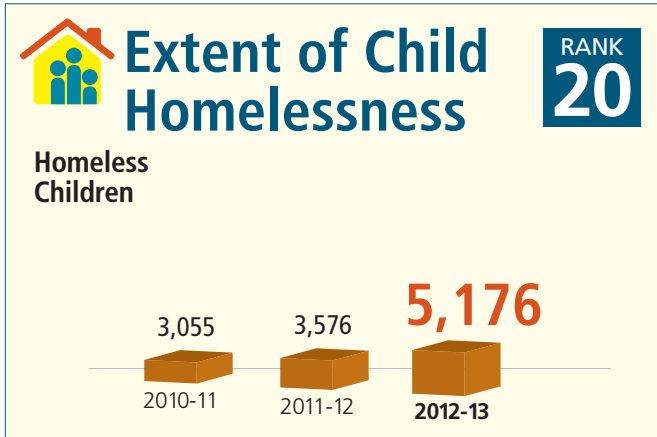 Extent of Child
Homelessness
RANK
20
Homeless
Children
3,055
3,576
5,176
2010-11
2011-12
2012-13